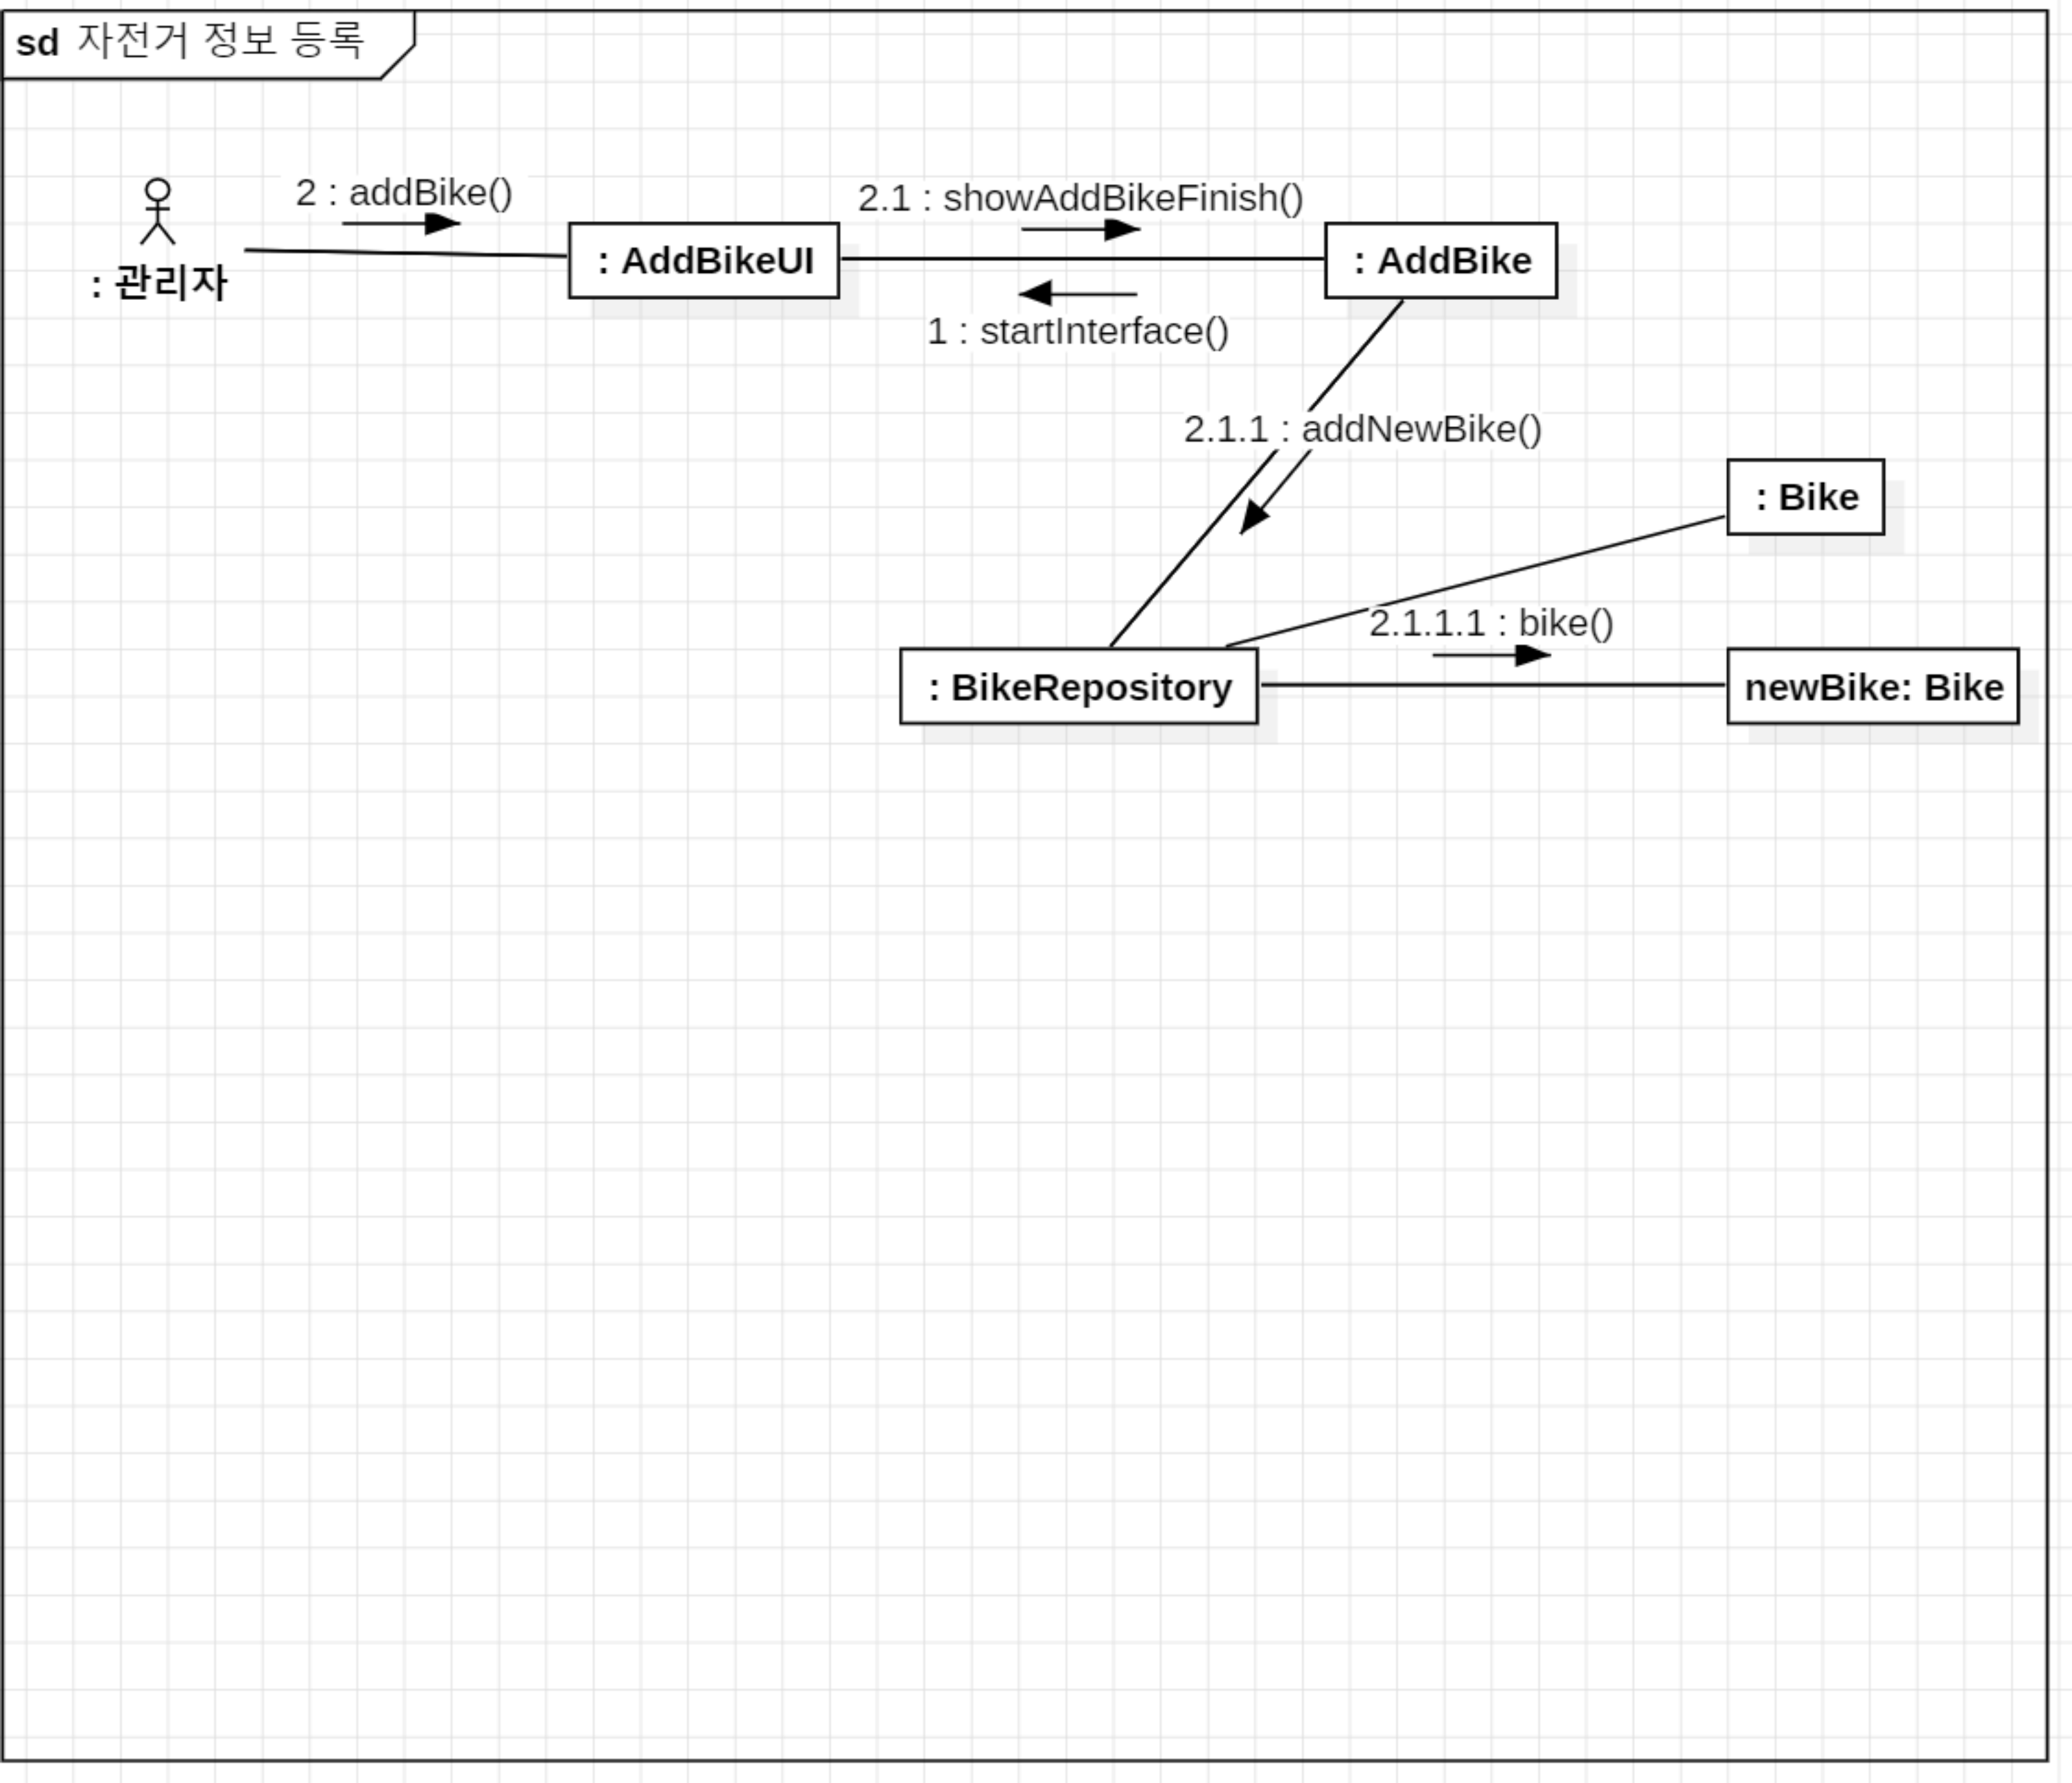 sd 자전거 정보 등록
2 : addBike()
2.1 : showAddBikeFinish()
: 관리자
: AddBikeUI
: AddBike
1 : startInterface()
2.1.1 : addNewBike()
: Bike
2.1.1.1 : bike()
: BikeRepository
newBike: Bike